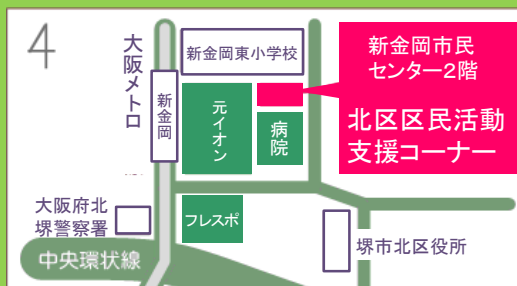 4
大阪メトロ
新金岡東小学校
新金岡市民
センター2階
北区区民活動
支援コーナー
新金岡
元イオン
病院
大阪府北
堺警察署
フレスポ
堺市北区役所
中央環状線